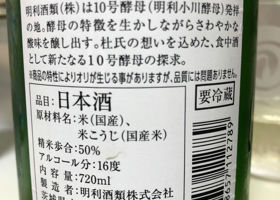 明利酒類(株)は10号酵母(明利小川酵母)発祥
の地。酵母の特徴を生かしながらさわやかな
酸味を醸し出す。杜氏の想いを込めた、食中酒
として新たなる10号酵母の探求。
※商品の特性によりオリが生じる事がありますが、品質には問題ありません。
品目:日本酒
要冷蔵
原材料名:米(国産)、
米こうじ(国産米)
精米歩合:50%
アルコール分:16度
内容量:720ml
製造者:明利酒類株式会社
茨城県
8657112789